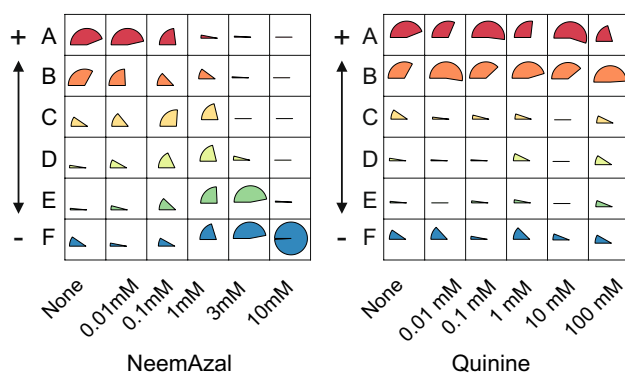 + A
B
C
D
E
- F
None
0.01mM
0.1mM
1mM
3mM
10mM
NeemAzal
+ A
B
C
D
E
- F
None
0.01 mM
0.1 mM
1 mM
10 mM
100 mM
Quinine